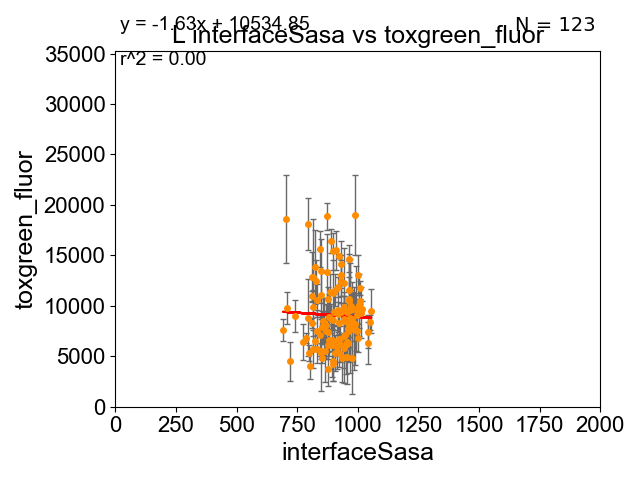 y = -1.63x + 10534.85
N = 123
L interfaceSasa vs toxgreen_fluor
r^2 = 0.00
35000
30000
25000
20000
15000
10000
5000
0
toxgreen_fluor
0 250 500 750 1000 1250 1500 1750 2000
interfaceSasa